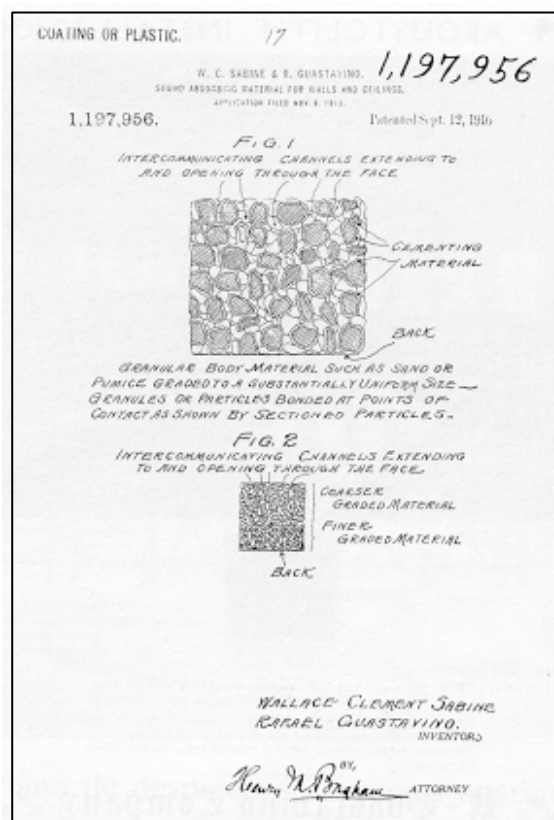 COATING OR PLASTIC. 17 1,197,956
W. C. SABINE & R. GUASTAVINO.
SOUND ABSORBING MATERIAL FOR WALLS AND CEILINGS.
APPLICATION FILED NOV. 8, 1915.
1,197,956. Patented Sept. 12, 1916
FIG. 1
INTERCOMMUNICATING CHANNELS EXTENDING TO
AND OPENING THROUGH THE FACE
CEMENTING
MATERIAL
BACK
GRANULAR BODY MATERIAL SUCH AS SAND OR
PUMICE GRADED TO A SUBSTANTIALLY UNIFORM SIZE
GRANULES OR PARTICLES BONDED AT POINTS OF
CONTACT AS SHOWN BY SECTIONED PARTICLES.
FIG. 2
INTERCOMMUNICATING CHANNELS EXTENDING
TO AND OPENING THROUGH THE FACE
COARSER
GRADED MATERIAL
FINER
GRADED MATERIAL
BACK
WALLACE CLEMENT SABINE
RAFAEL GUASTAVINO.
INVENTORS
BY,
ATTORNEY